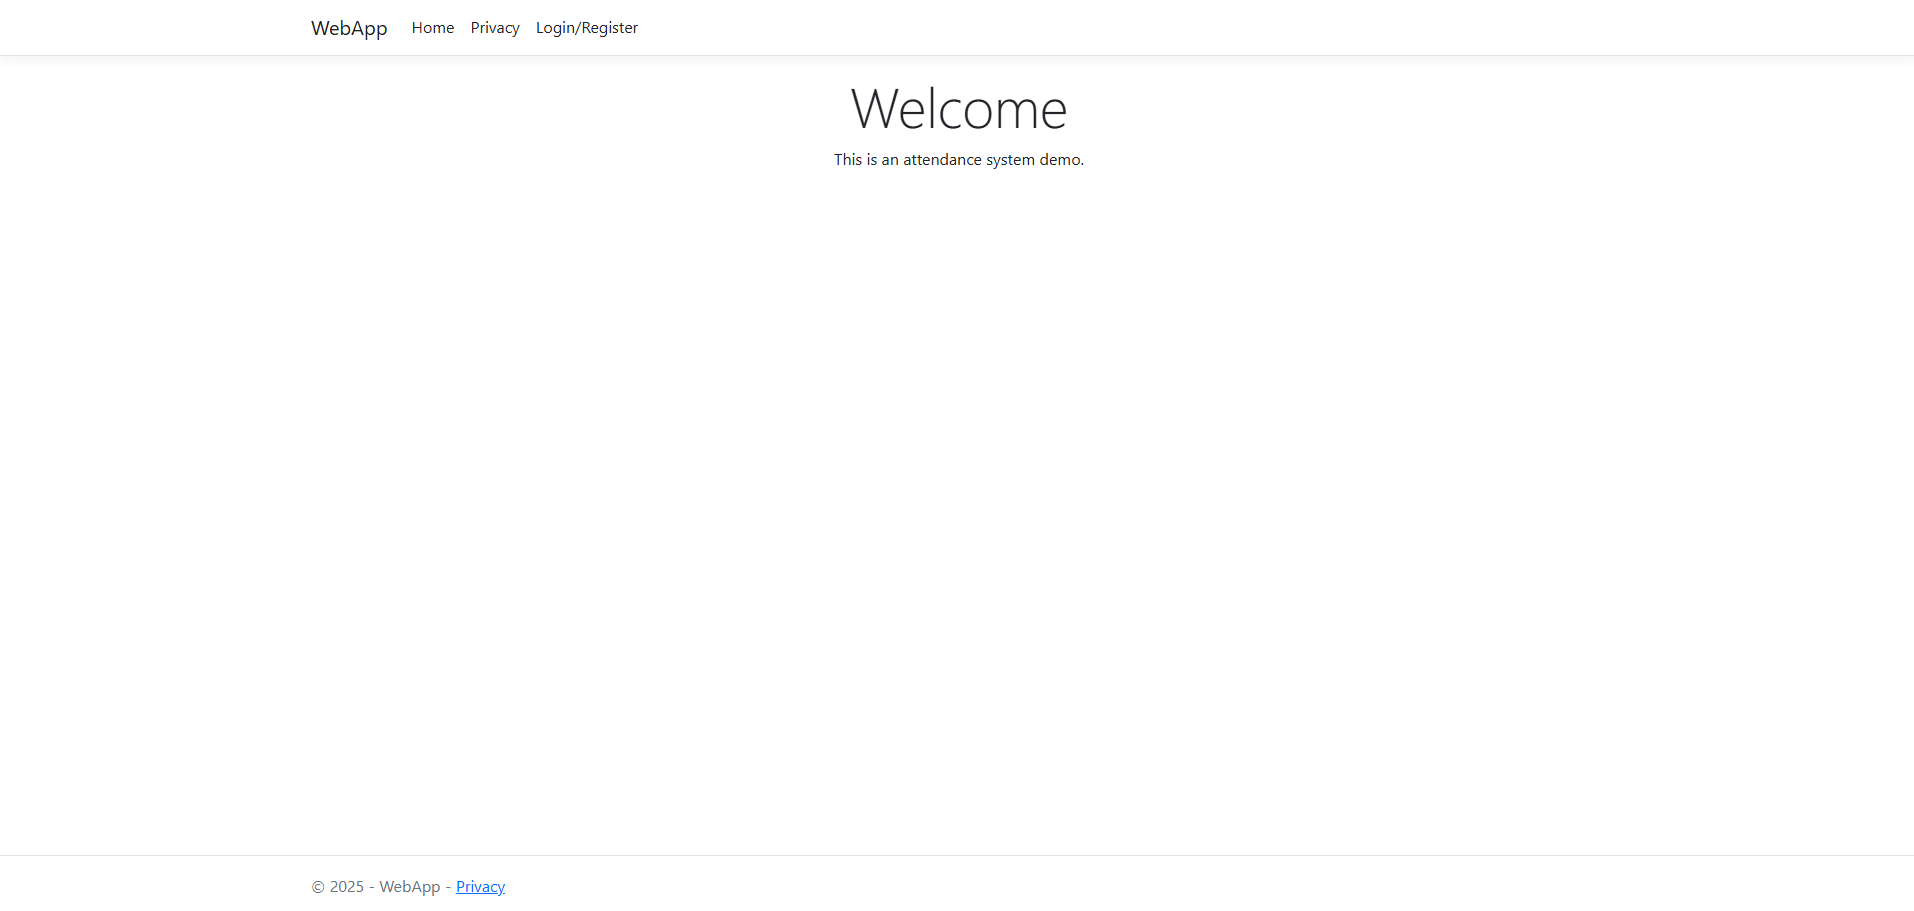 WebApp Home Privacy Login/Register
Welcome
This is an attendance system demo.
© 2025 - WebApp - Privacy